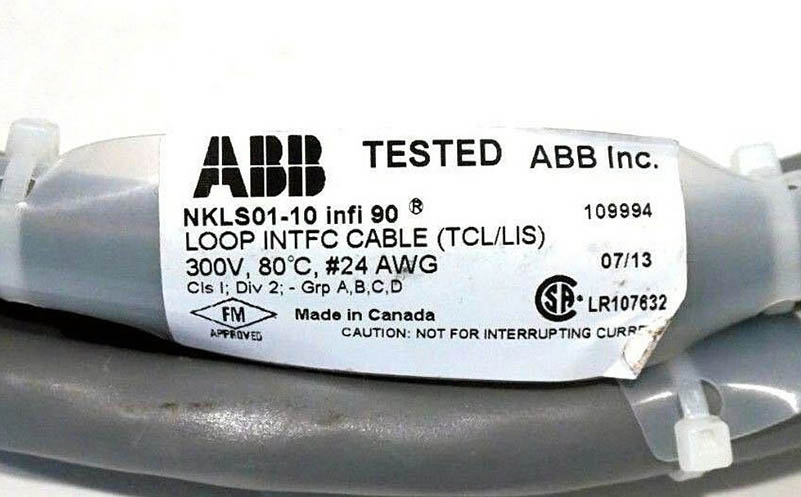 ABB TESTED ABB Inc.
NKLS01-10 infi 90 ® 109994
LOOP INTFC CABLE (TCL/LIS)
300V, 80°C, #24 AWG 07/13
Cls I; Div 2; - Grp A,B,C,D
FM APPROVED Made in Canada CSA LR107632
CAUTION: NOT FOR INTERRUPTING